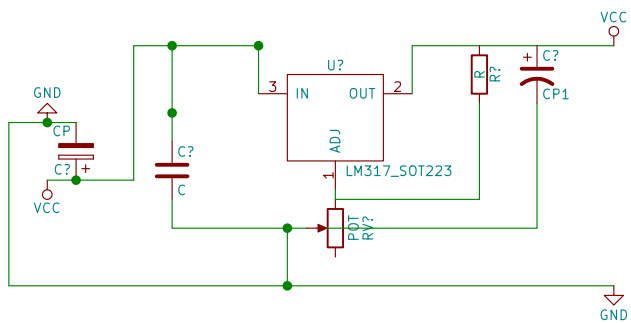 VCC
U?
C?
R
R?
CP1
3
IN
OUT
2
GND
CP
C?
VCC
C?
C
ADJ
1
LM317_SOT223
POT
RV?
GND